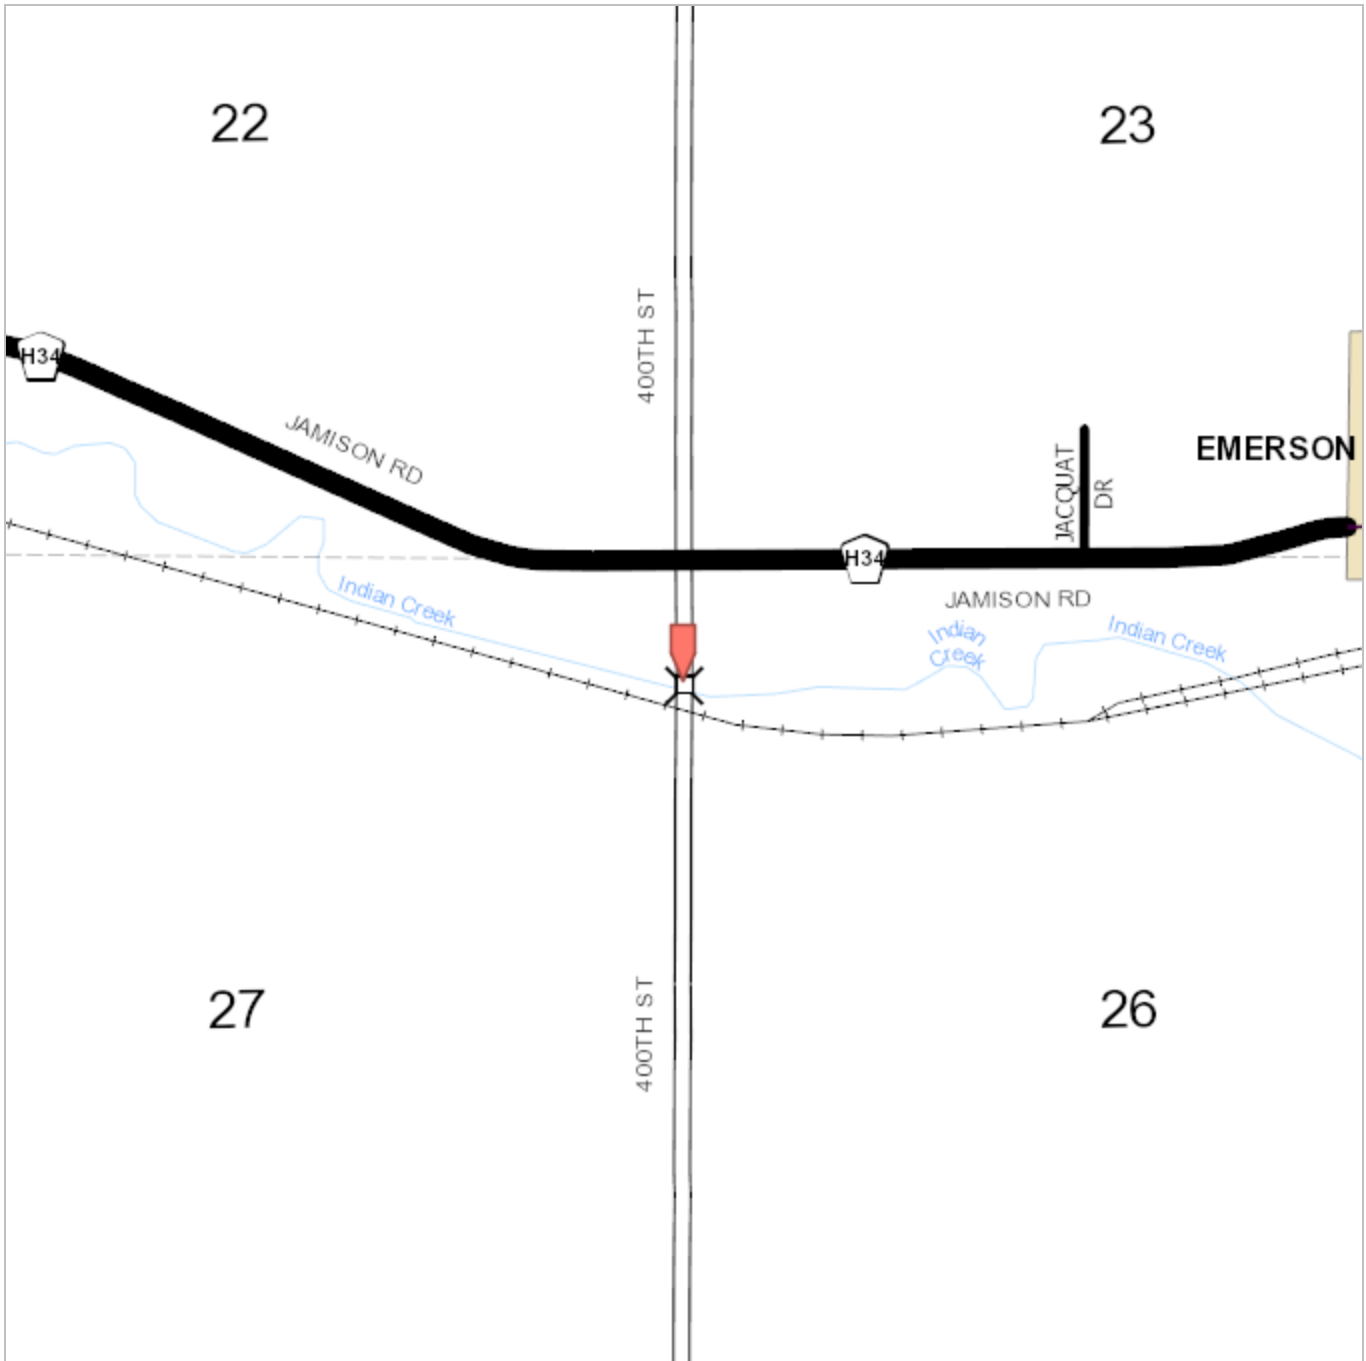 22
23
400TH ST
H34
JAMISON RD
JACQUAT
DR
EMERSON
H34
Indian Creek
JAMISON RD
Indian
Creek
Indian Creek
27
26
400TH ST